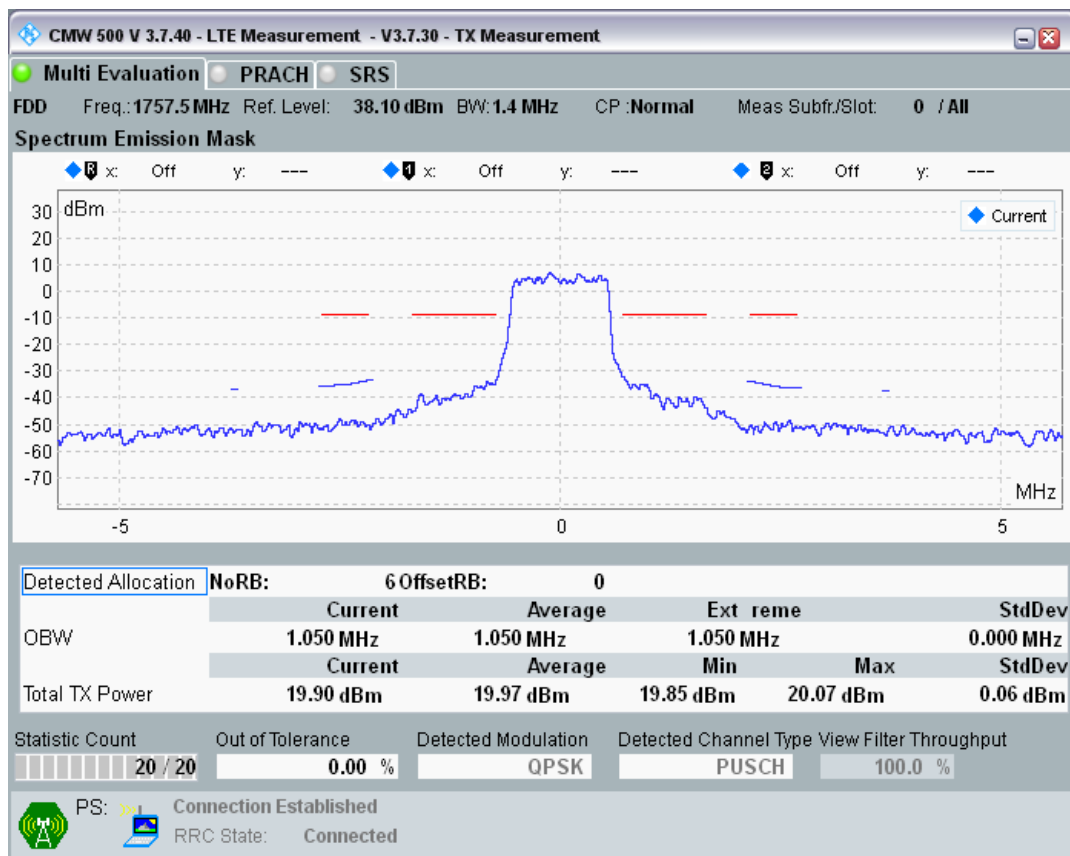 CMW 500 V 3.7.40 - LTE Measurement - V3.7.30 - TX Measurement
Multi Evaluation PRACH SRS
FDD Freq.: 1757.5 MHz Ref. Level: 38.10 dBm BW: 1.4 MHz CP : Normal Meas Subfr./Slot: 0 / All
Spectrum Emission Mask
R x: Off y: --- 1 x: Off y: --- 2 x: Off y: ---
dBm
Current
30
20
10
0
-10
-20
-30
-40
-50
-60
-70
MHz
-5 0 5
Detected Allocation NoRB: 6 OffsetRB: 0
Current Average Ext reme StdDev
OBW 1.050 MHz 1.050 MHz 1.050 MHz 0.000 MHz
Current Average Min Max StdDev
Total TX Power 19.90 dBm 19.97 dBm 19.85 dBm 20.07 dBm 0.06 dBm
Statistic Count Out of Tolerance Detected Modulation Detected Channel Type View Filter Throughput
20 / 20 0.00 % QPSK PUSCH 100.0 %
PS: Connection Established
RRC State: Connected